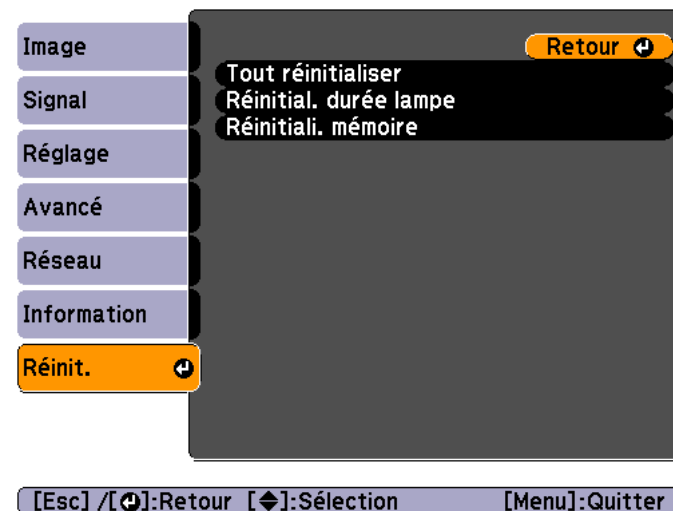 Image
Signal
Réglage
Avancé
Réseau
Information
Réinit.
Retour
Tout réinitialiser
Réinitial. durée lampe
Réinitiali. mémoire
[Esc] /[⏎]:Retour [◆]:Sélection [Menu]:Quitter